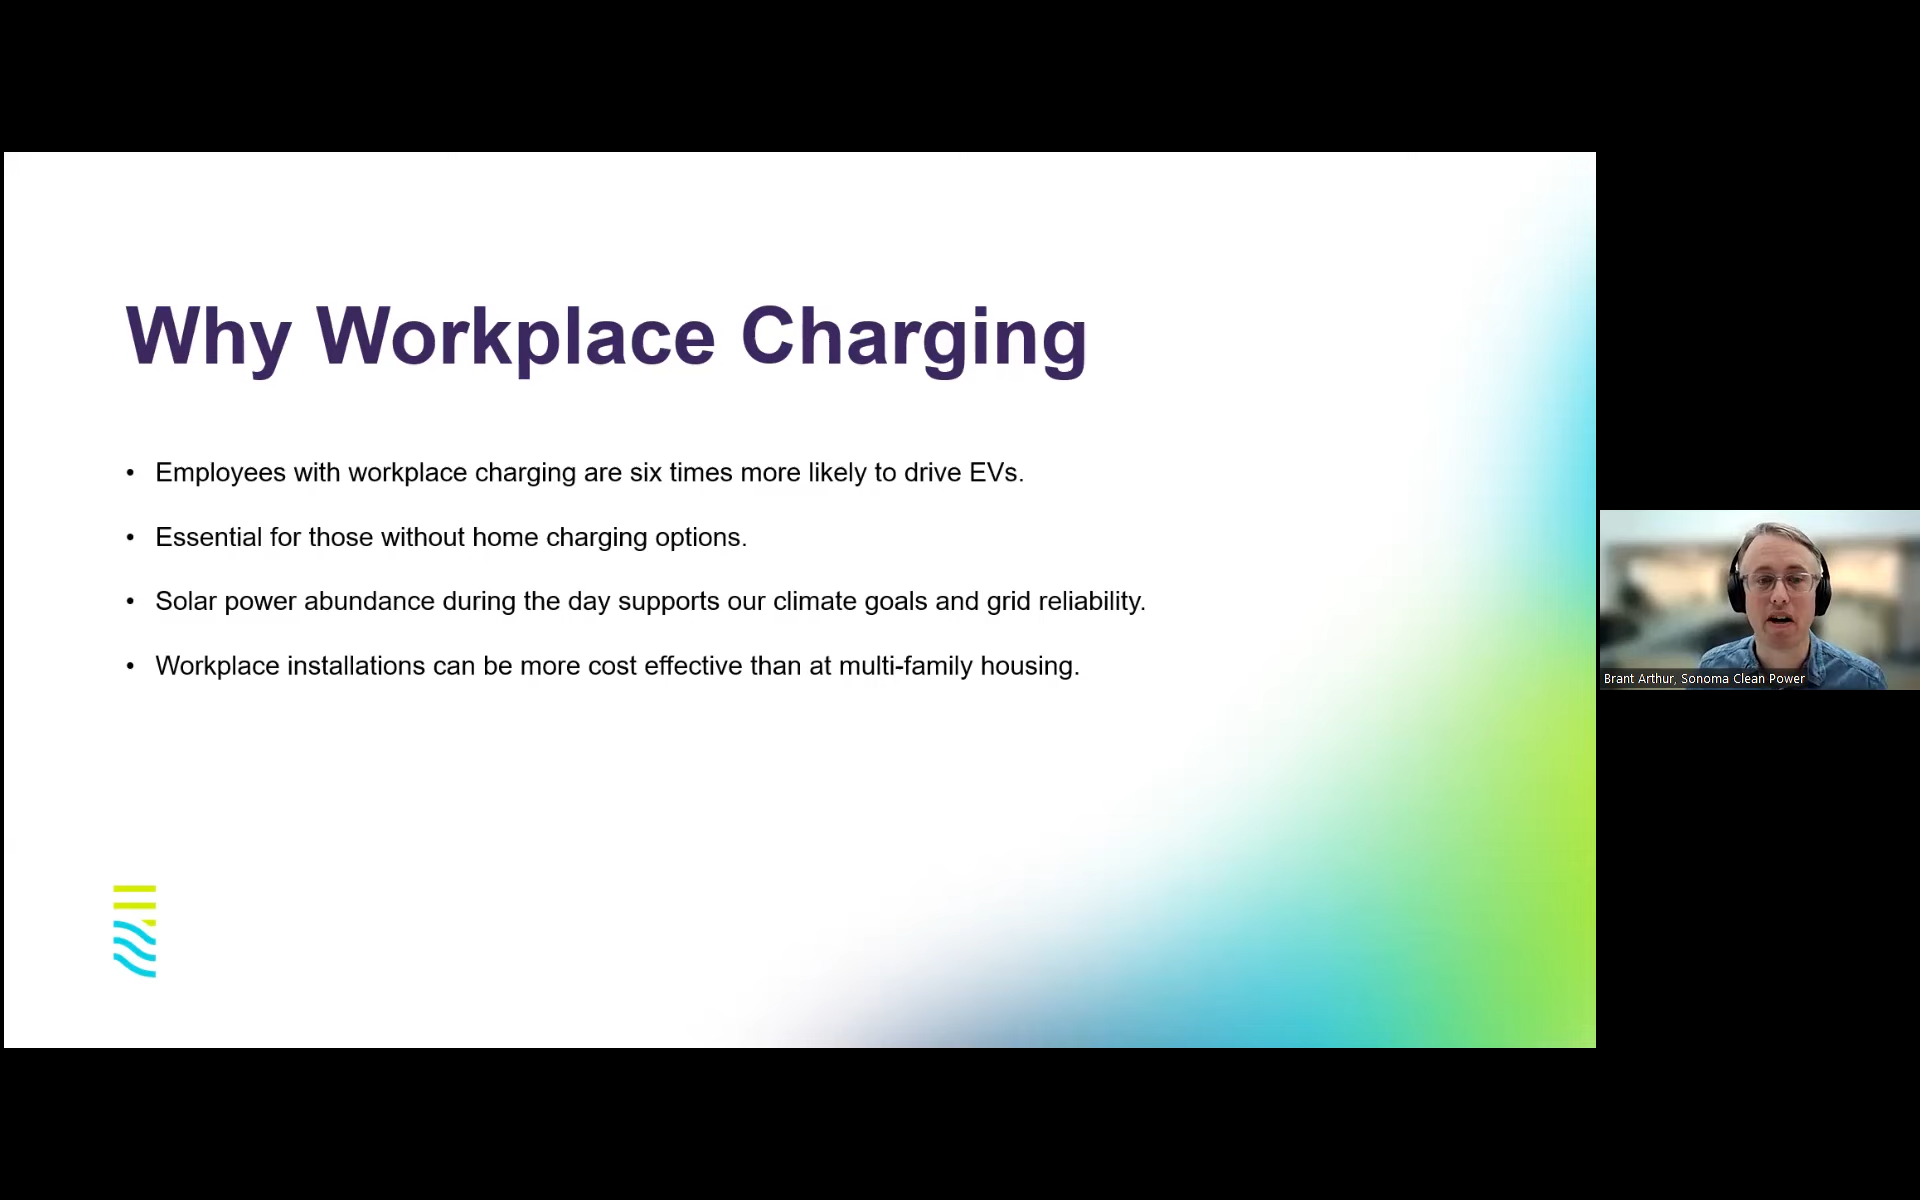 Why Workplace Charging
• Employees with workplace charging are six times more likely to drive EVs.
• Essential for those without home charging options.
• Solar power abundance during the day supports our climate goals and grid reliability.
• Workplace installations can be more cost effective than at multi-family housing.
Brant Arthur, Sonoma Clean Power